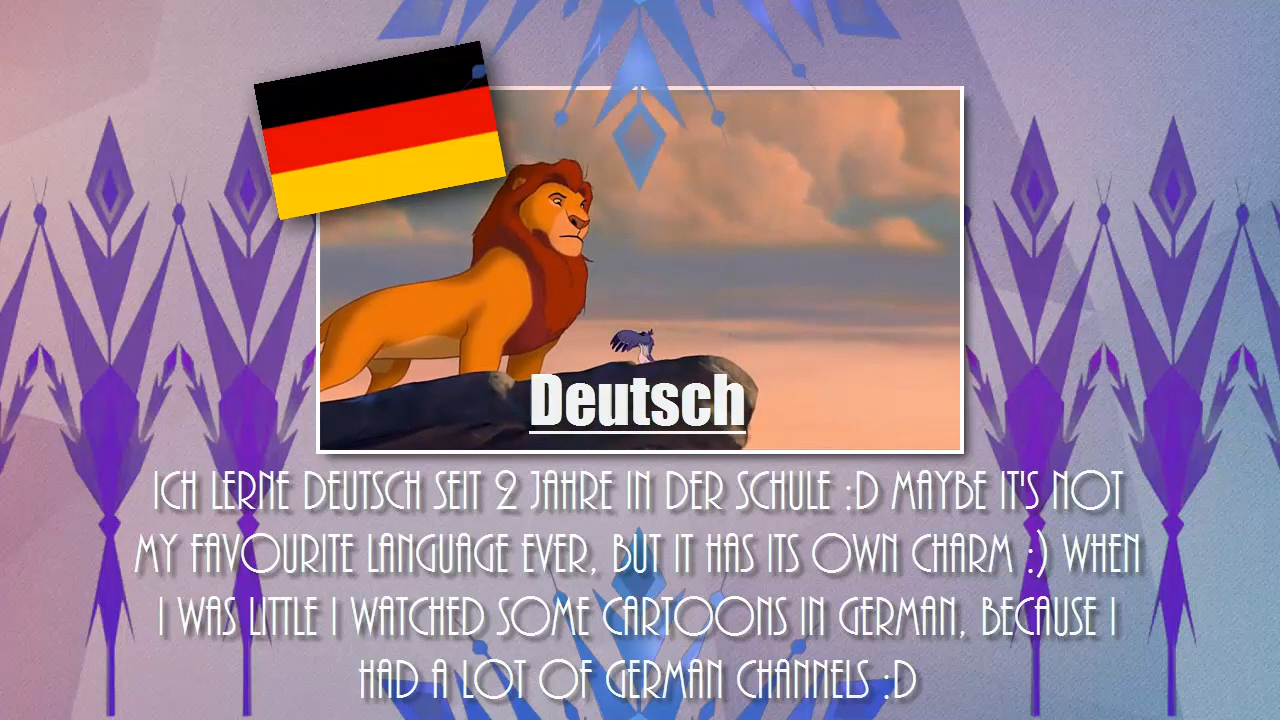 Deutsch
ICH LERNE DEUTSCH SEIT 2 JAHRE IN DER SCHULE :D MAYBE IT'S NOT
MY FAVOURITE LANGUAGE EVER, BUT IT HAS ITS OWN CHARM :) WHEN
I WAS LITTLE I WATCHED SOME CARTOONS IN GERMAN, BECAUSE I
HAD A LOT OF GERMAN CHANNELS :D